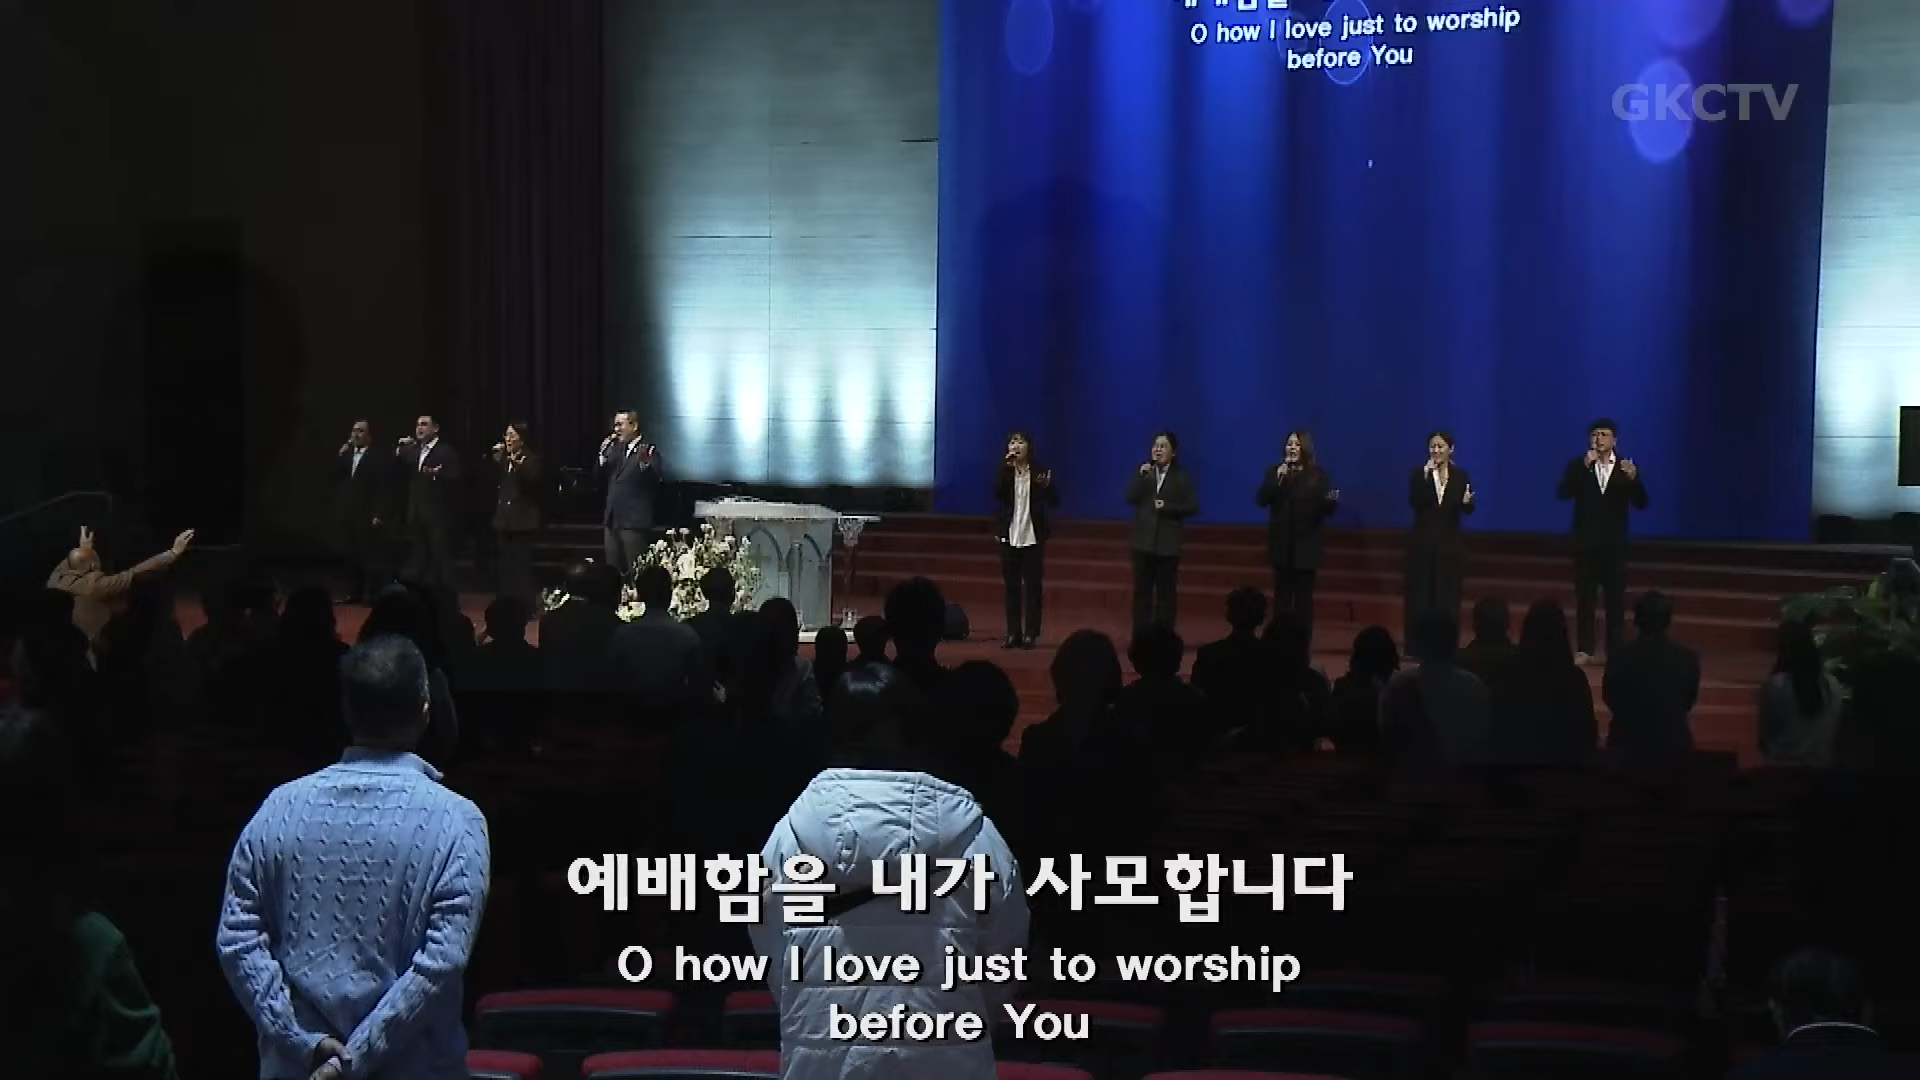 O how I love just to worship
before You
GKCTV
예배함을 내가 사모합니다
O how I love just to worship
before You